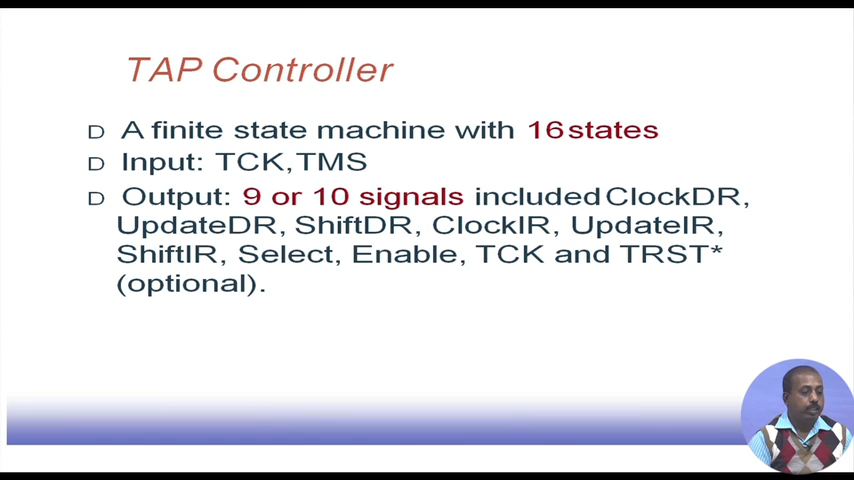 TAP Controller
D A finite state machine with 16 states
D Input: TCK,TMS
D Output: 9 or 10 signals included ClockDR,
UpdateDR, ShiftDR, ClockIR, UpdateIR,
ShiftIR, Select, Enable, TCK and TRST*
(optional).